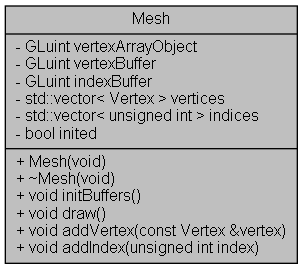 Mesh
- GLuint vertexArrayObject
- GLuint vertexBuffer
- GLuint indexBuffer
- std::vector< Vertex > vertices
- std::vector< unsigned int > indices
- bool inited
+ Mesh(void)
+ ~Mesh(void)
+ void initBuffers()
+ void draw()
+ void addVertex(const Vertex &vertex)
+ void addIndex(unsigned int index)